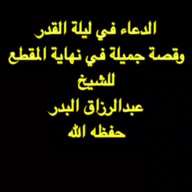 الدعاء في ليلة القدر
وقصة جميلة في نهاية المقطع
للشيخ
عبدالرزاق البدر
حفظه الله